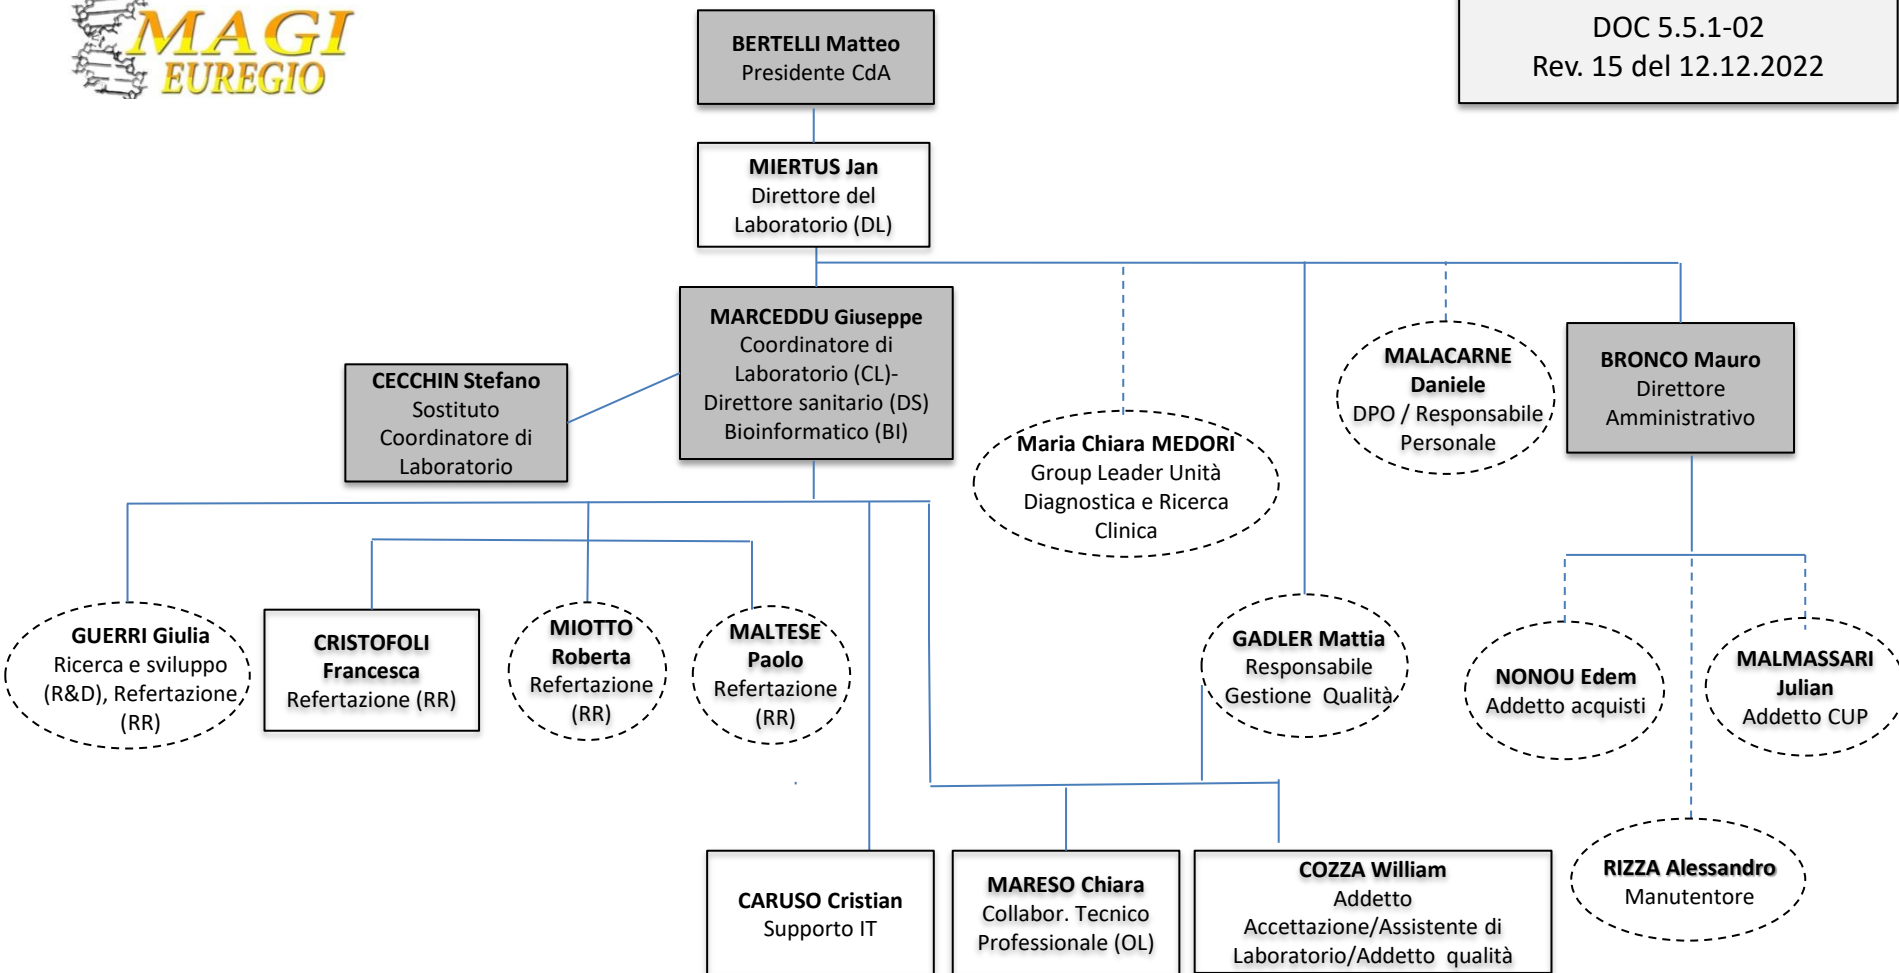 MAGI
EUREGIO
BERTELLI Matteo
Presidente CdA
DOC 5.5.1-02
Rev. 15 del 12.12.2022
MIERTUS Jan
Direttore del
Laboratorio (DL)
MARCEDDU Giuseppe
Coordinatore di
Laboratorio (CL)-
Direttore sanitario (DS)
Bioinformatico (BI)
CECCHIN Stefano
Sostituto
Coordinatore di
Laboratorio
Maria Chiara MEDORI
Group Leader Unità
Diagnostica e Ricerca
Clinica
MALACARNE
Daniele
DPO / Responsabile
Personale
BRONCO Mauro
Direttore
Amministrativo
GUERRI Giulia
Ricerca e sviluppo
(R&D), Refertazione
(RR)
CRISTOFOLI
Francesca
Refertazione (RR)
MIOTTO
Roberta
Refertazione
(RR)
MALTESE
Paolo
Refertazione
(RR)
GADLER Mattia
Responsabile
Gestione Qualità
NONOU Edem
Addetto acquisti
MALMASSARI
Julian
Addetto CUP
CARUSO Cristian
Supporto IT
MARESO Chiara
Collabor. Tecnico
Professionale (OL)
COZZA William
Addetto
Accettazione/Assistente di
Laboratorio/Addetto qualità
RIZZA Alessandro
Manutentore